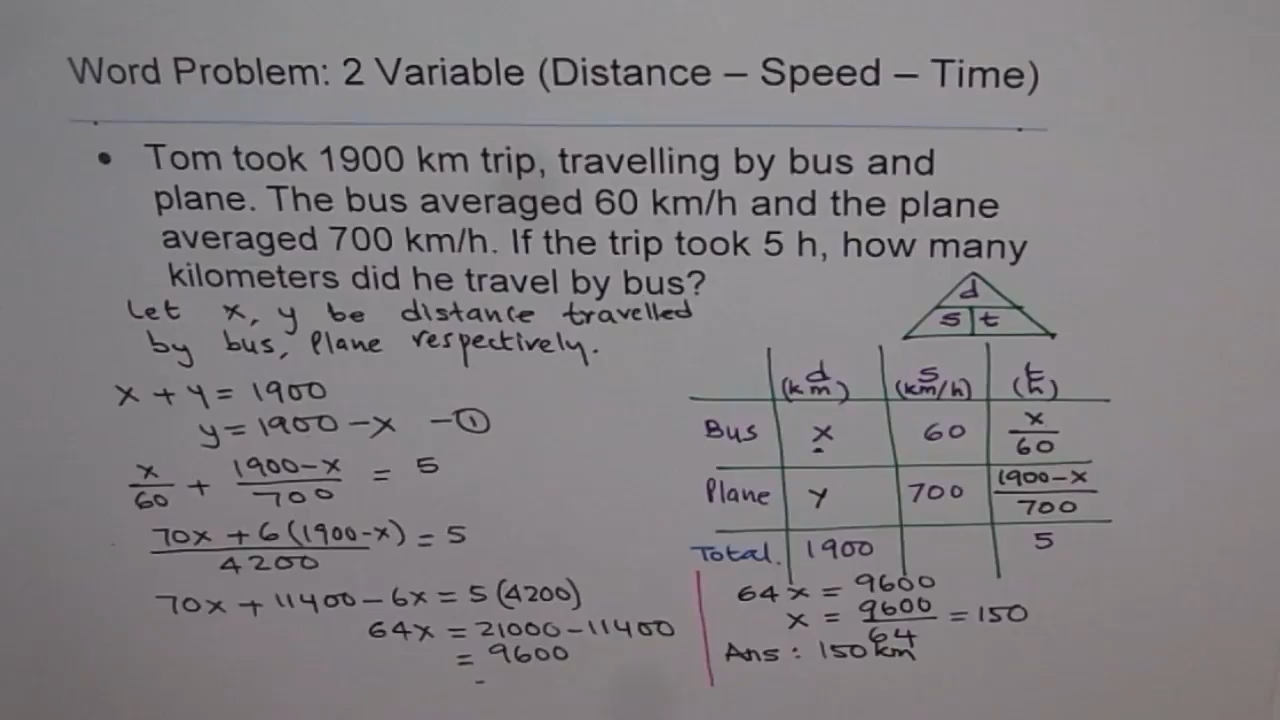 Word Problem: 2 Variable (Distance – Speed – Time)
• Tom took 1900 km trip, travelling by bus and
plane. The bus averaged 60 km/h and the plane
averaged 700 km/h. If the trip took 5 h, how many
kilometers did he travel by bus?
Let x, y be distance travelled
by bus, Plane respectively.
x + y = 1900
y = 1900 - x - ①
x/60 + (1900-x)/700 = 5
(70x + 6(1900-x))/4200 = 5
70x + 11400 - 6x = 5(4200)
64x = 21000 - 11400
= 9600
d
s t
d (km) s (km/h) t (h)
Bus x 60 x/60
Plane y 700 (1900-x)/700
Total. 1900 5
64x = 9600
x = 9600/64 = 150
Ans : 150 km